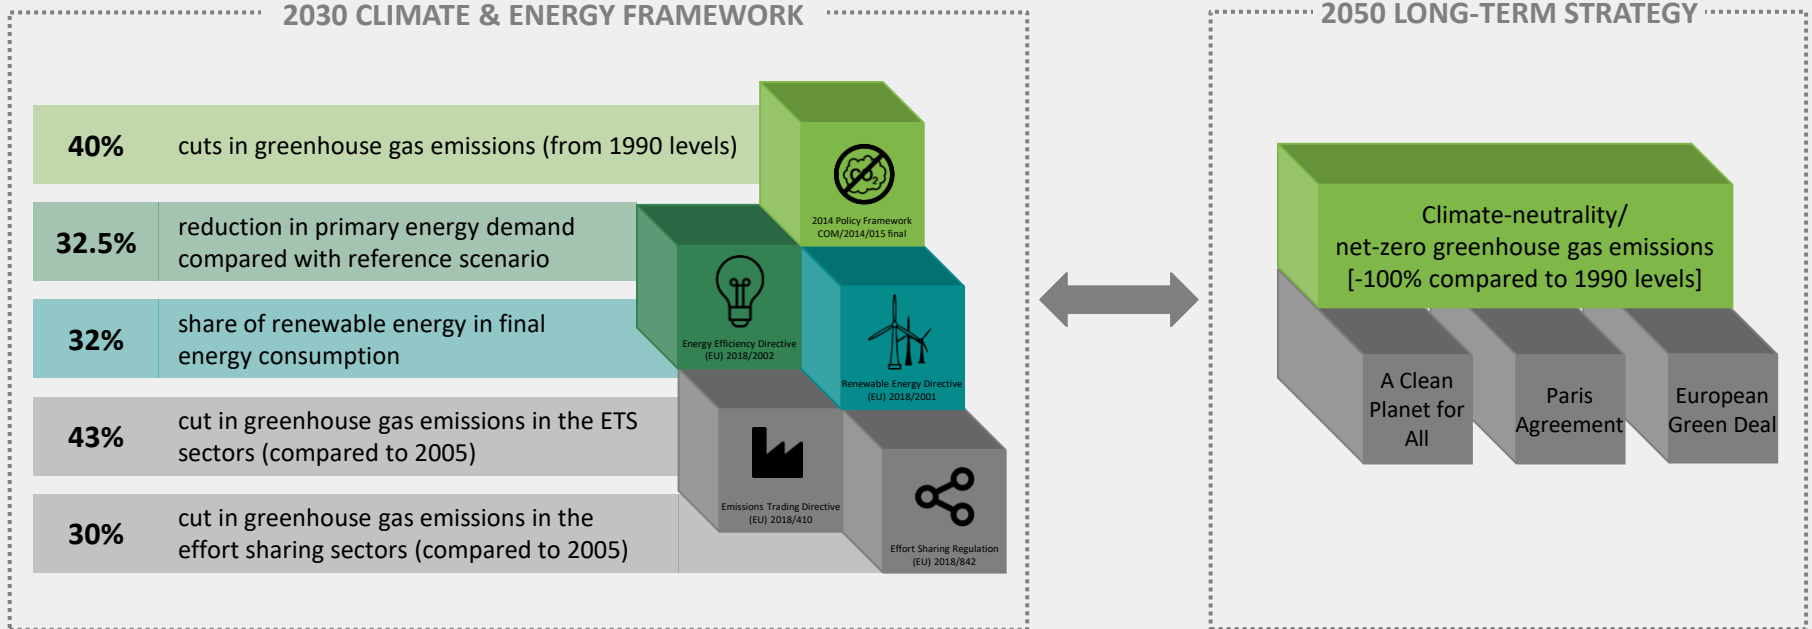 2030 CLIMATE & ENERGY FRAMEWORK
40%
cuts in greenhouse gas emissions (from 1990 levels)
32.5%
reduction in primary energy demand
compared with reference scenario
32%
share of renewable energy in final
energy consumption
43%
cut in greenhouse gas emissions in the ETS
sectors (compared to 2005)
30%
cut in greenhouse gas emissions in the
effort sharing sectors (compared to 2005)
CO2
2014 Policy Framework
COM/2014/015 final
Energy Efficiency Directive
(EU) 2018/2002
Renewable Energy Directive
(EU) 2018/2001
Emissions Trading Directive
(EU) 2018/410
Effort Sharing Regulation
(EU) 2018/842
2050 LONG-TERM STRATEGY
Climate-neutrality/
net-zero greenhouse gas emissions
[-100% compared to 1990 levels]
A Clean
Planet for
All
Paris
Agreement
European
Green Deal